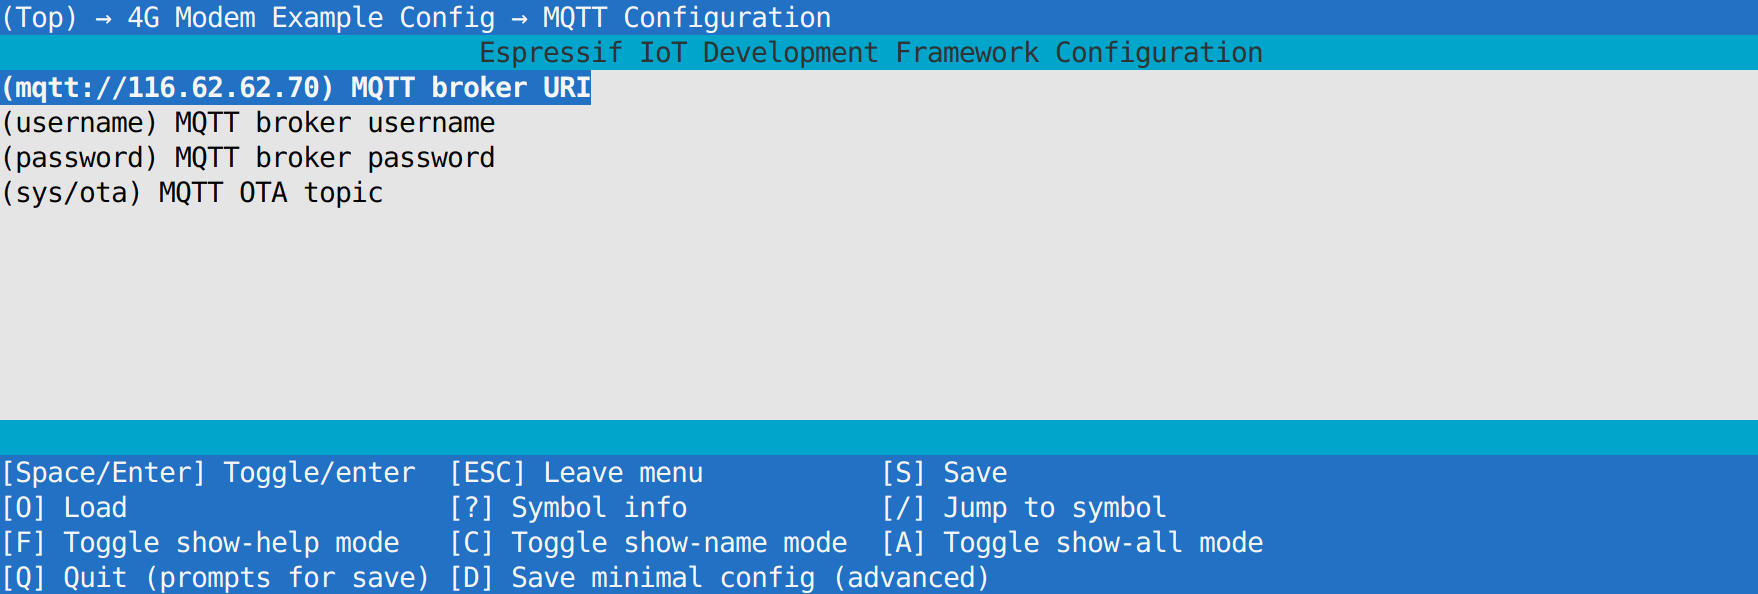 (Top) → 4G Modem Example Config → MQTT Configuration
Espressif IoT Development Framework Configuration
(mqtt://116.62.62.70) MQTT broker URI
(username) MQTT broker username
(password) MQTT broker password
(sys/ota) MQTT OTA topic
[Space/Enter] Toggle/enter  [ESC] Leave menu           [S] Save
[O] Load                    [?] Symbol info            [/] Jump to symbol
[F] Toggle show-help mode   [C] Toggle show-name mode  [A] Toggle show-all mode
[Q] Quit (prompts for save) [D] Save minimal config (advanced)